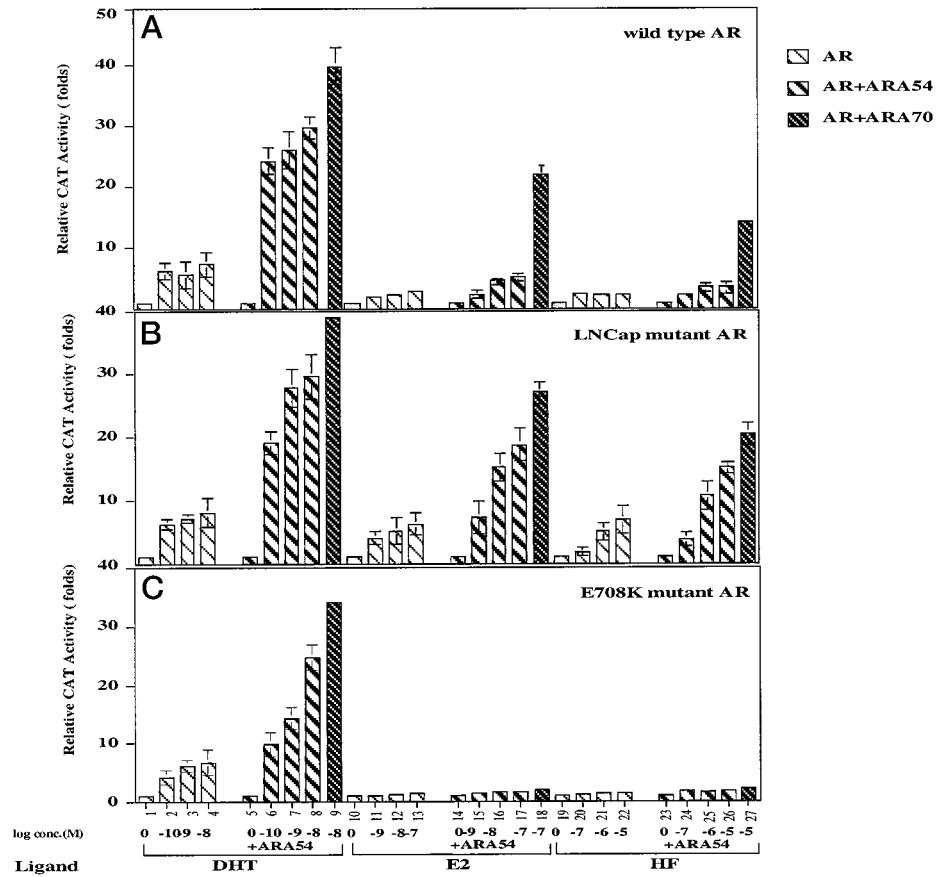 50
A
wild type AR
40
30
20
10
Relative CAT Activity ( folds)
AR
AR+ARA54
AR+ARA70
40
B
LNCap mutant AR
30
20
10
Relative CAT Activity ( folds)
40
C
E708K mutant AR
30
20
10
0
Relative CAT Activity (folds)
1 2 3 4 5 6 7 8 9 10 11 12 13 14 15 16 17 18 19 20 21 22 23 24 25 26 27
log conc.(M) 0 -10 -9 -8 0 -10 -9 -8 -8 0 -9 -8 -7 0 -9 -8 -7 -7 0 -7 -6 -5 0 -7 -6 -5 -5
+ARA54 +ARA54 +ARA54
Ligand DHT E2 HF